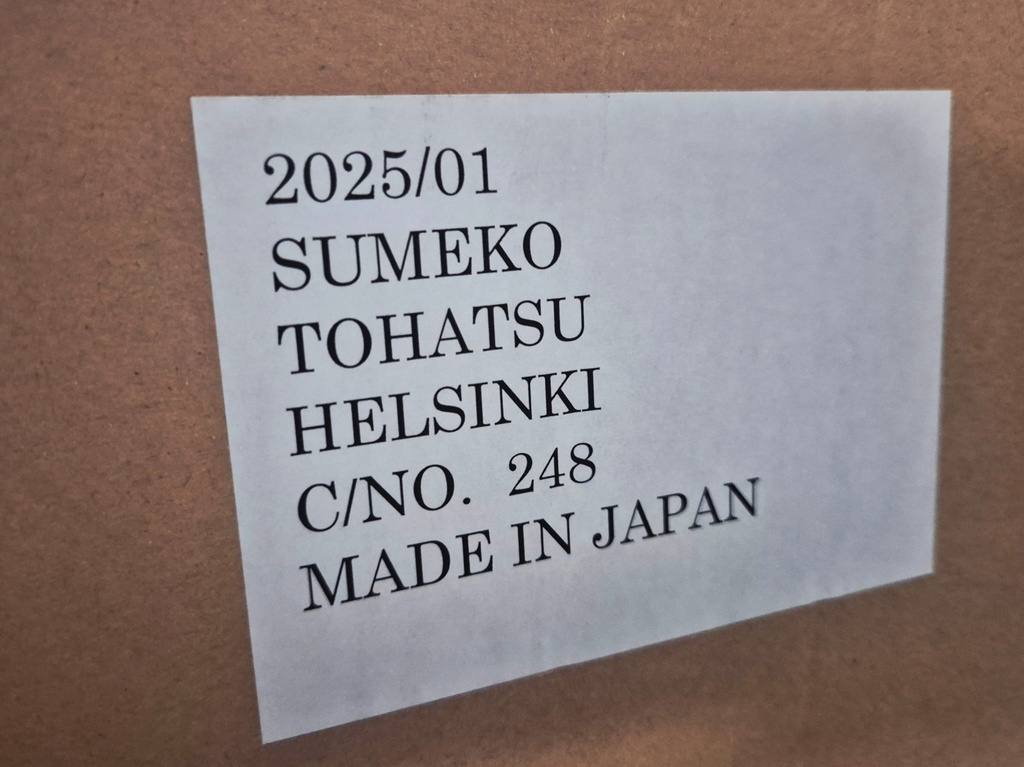 2025/01
SUMEKO
TOHATSU
HELSINKI
C/NO. 248
MADE IN JAPAN